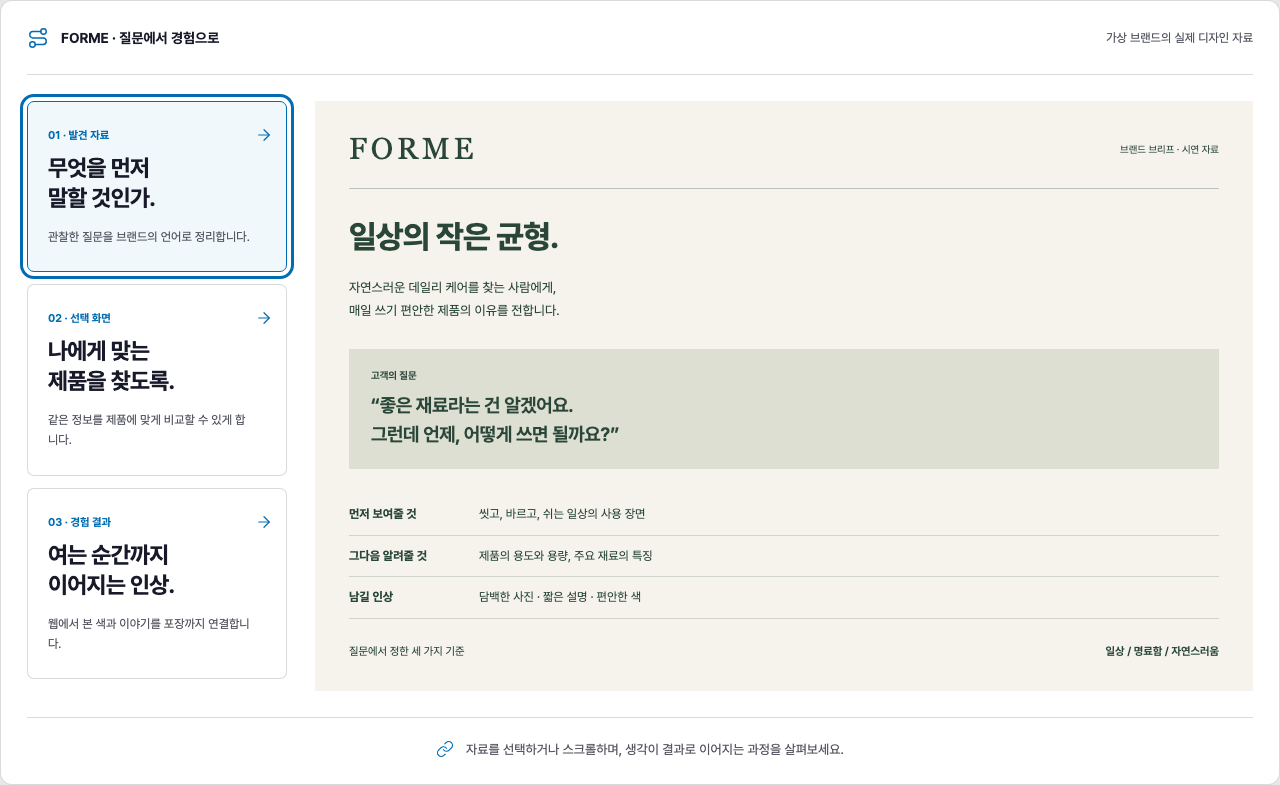 FORME · 질문에서 경험으로
가상 브랜드의 실제 디자인 자료
01 · 발견 자료
무엇을 먼저
말할 것인가.
관찰한 질문을 브랜드의 언어로 정리합니다.
02 · 선택 화면
나에게 맞는
제품을 찾도록.
같은 정보를 제품에 맞게 비교할 수 있게 합
니다.
03 · 경험 결과
여는 순간까지
이어지는 인상.
웹에서 본 색과 이야기를 포장까지 연결합니
다.
FORME
브랜드 브리프 · 시연 자료
일상의 작은 균형.
자연스러운 데일리 케어를 찾는 사람에게,
매일 쓰기 편안한 제품의 이유를 전합니다.
고객의 질문
“좋은 재료라는 건 알겠어요.
그런데 언제, 어떻게 쓰면 될까요?”
먼저 보여줄 것 씻고, 바르고, 쉬는 일상의 사용 장면
그다음 알려줄 것 제품의 용도와 용량, 주요 재료의 특징
남길 인상 담백한 사진 · 짧은 설명 · 편안한 색
질문에서 정한 세 가지 기준
일상 / 명료함 / 자연스러움
자료를 선택하거나 스크롤하며, 생각이 결과로 이어지는 과정을 살펴보세요.